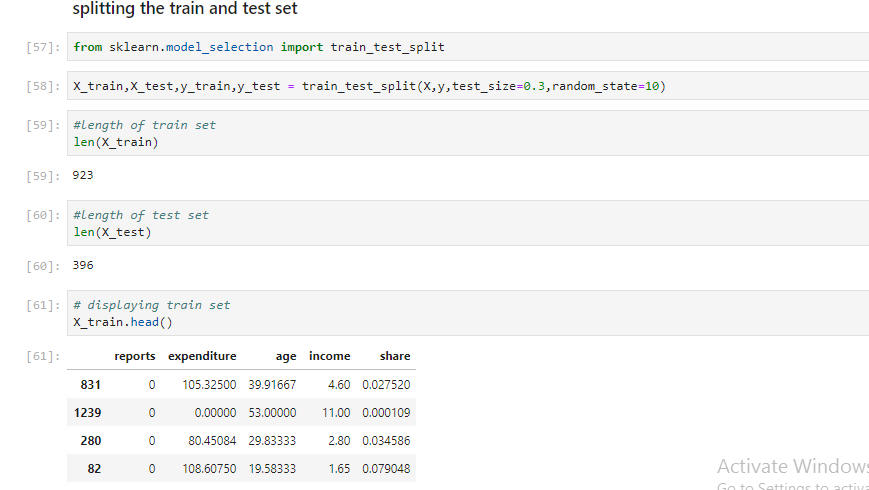 splitting the train and test set
[57]: from sklearn.model_selection import train_test_split
[58]: X_train,X_test,y_train,y_test = train_test_split(X,y,test_size=0.3,random_state=10)
[59]: #length of train set
len(X_train)
[59]: 923
[60]: #length of test set
len(X_test)
[60]: 396
[61]: # displaying train set
X_train.head()
[61]: reports expenditure age income share
831 0 105.32500 39.91667 4.60 0.027520
1239 0 0.00000 53.00000 11.00 0.000109
280 0 80.45084 29.83333 2.80 0.034586
82 0 108.60750 19.58333 1.65 0.079048
Activate Windows
Go to Settings to activa